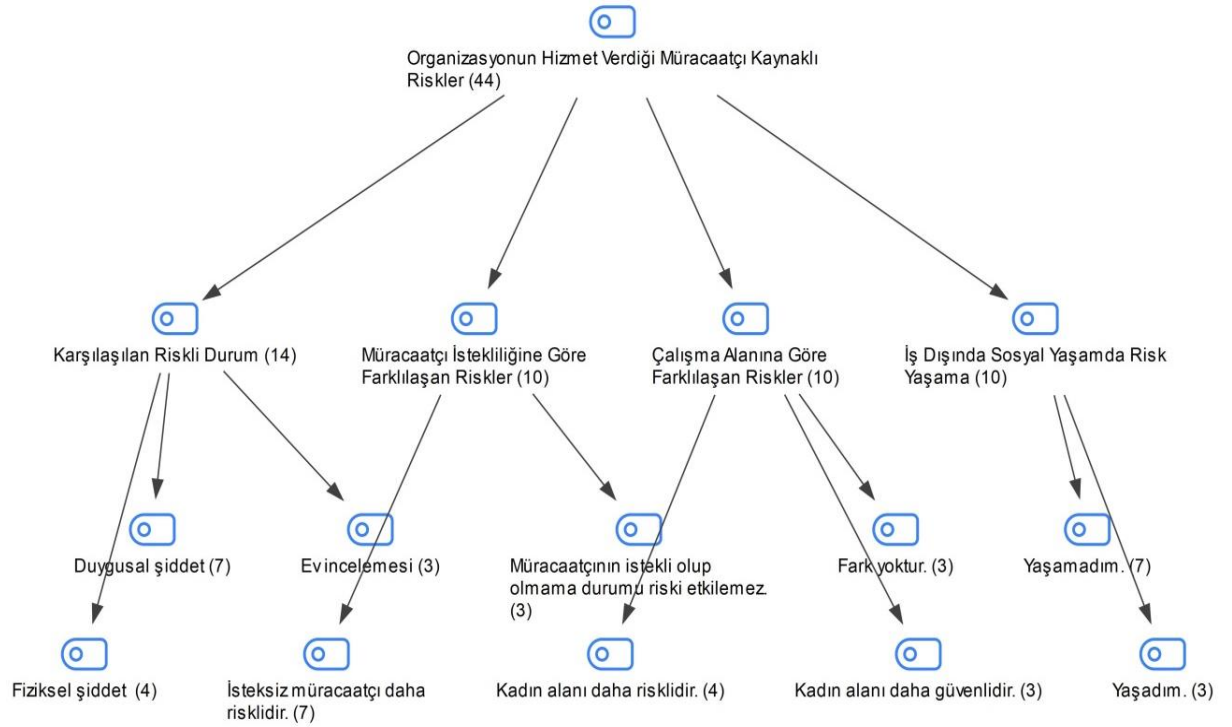 Organizasyonun Hizmet Verdiği Müracaatçı Kaynaklı
Riskler (44)
Karşılaşılan Riskli Durum (14)
Müracaatçı İstekliliğine Göre
Farklılaşan Riskler (10)
Çalışma Alanına Göre
Farklılaşan Riskler (10)
İş Dışında Sosyal Yaşamda Risk
Yaşama (10)
Duygusal şiddet (7)
Ev incelemesi (3)
Müracaatçının istekli olup
olmama durumu riski etkilemez.
(3)
Fark yoktur. (3)
Yaşamadım. (7)
Fiziksel şiddet (4)
İsteksiz müracaatçı daha
risklidir. (7)
Kadın alanı daha risklidir. (4)
Kadın alanı daha güvenlidir. (3)
Yaşadım. (3)